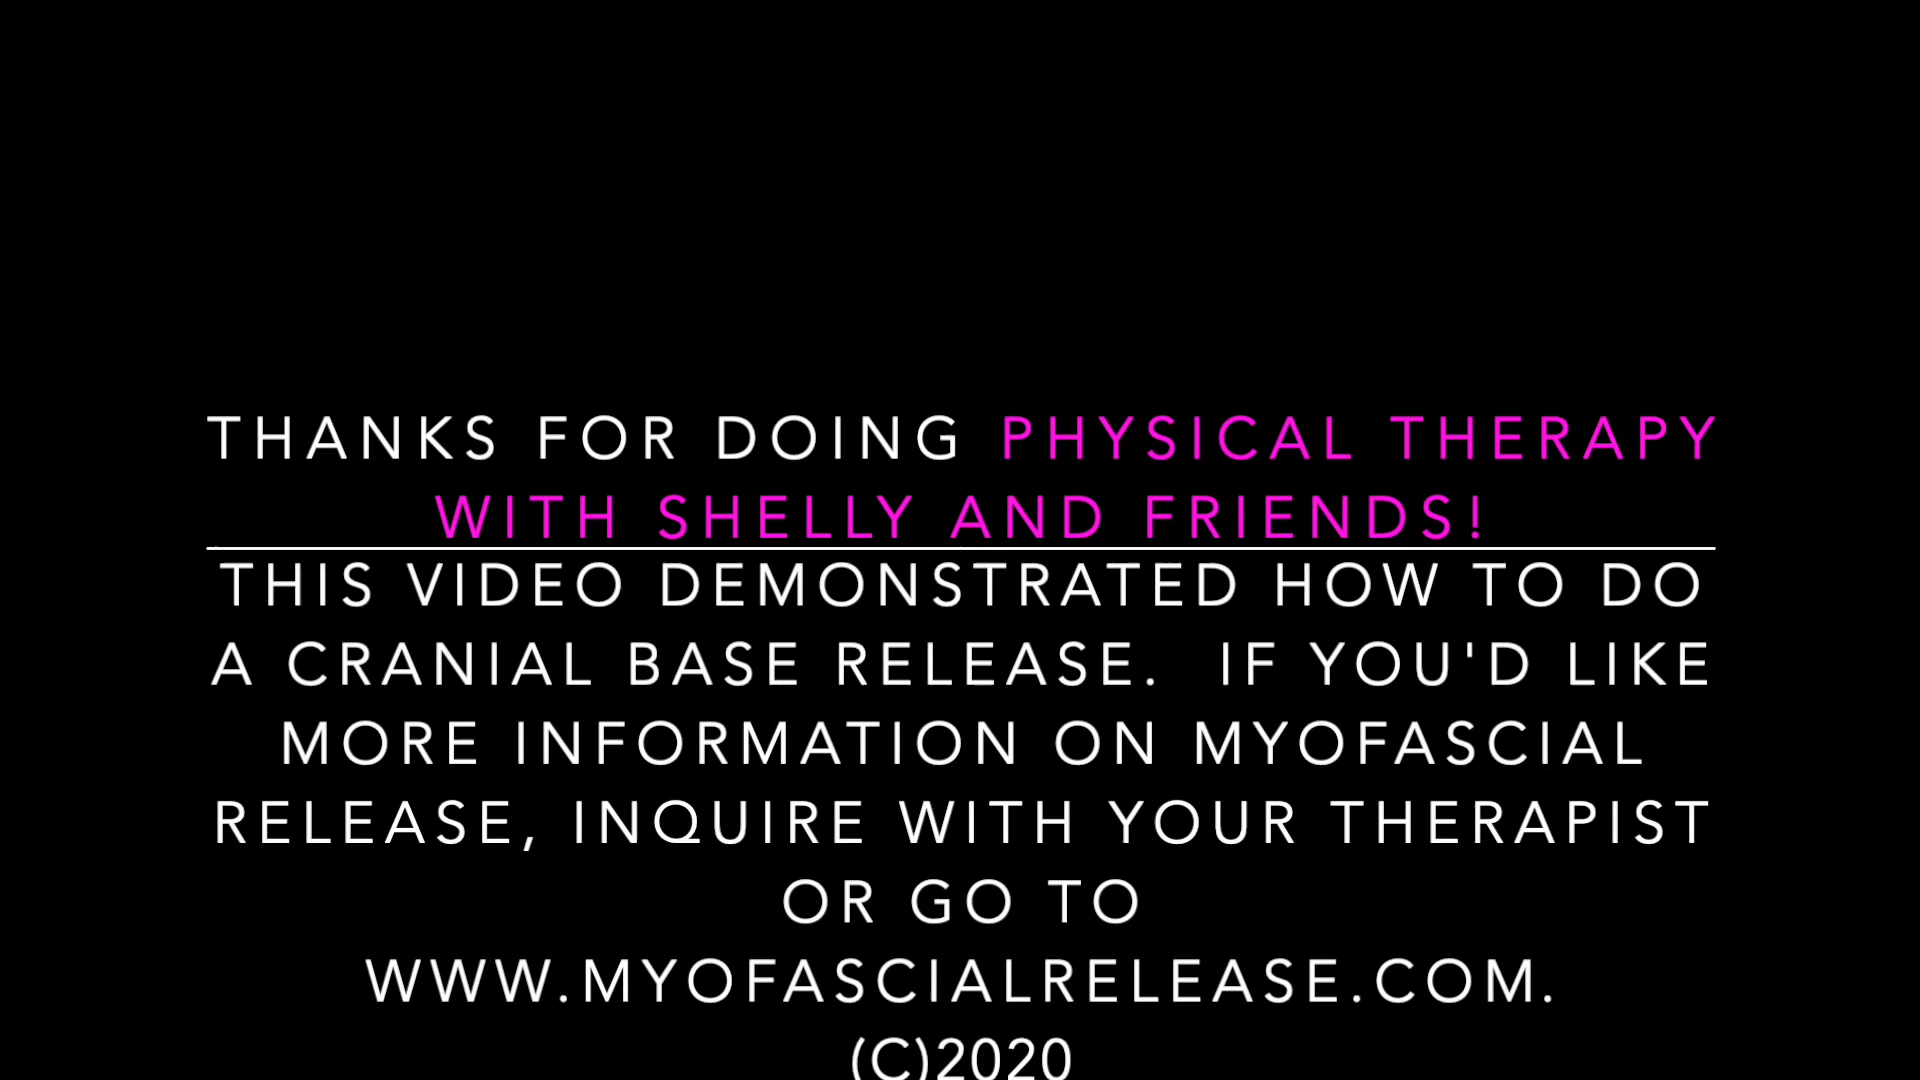 THANKS FOR DOING PHYSICAL THERAPY
WITH SHELLY AND FRIENDS!
THIS VIDEO DEMONSTRATED HOW TO DO
A CRANIAL BASE RELEASE.  IF YOU'D LIKE
MORE INFORMATION ON MYOFASCIAL
RELEASE, INQUIRE WITH YOUR THERAPIST
OR GO TO
WWW.MYOFASCIALRELEASE.COM.
(C)2020